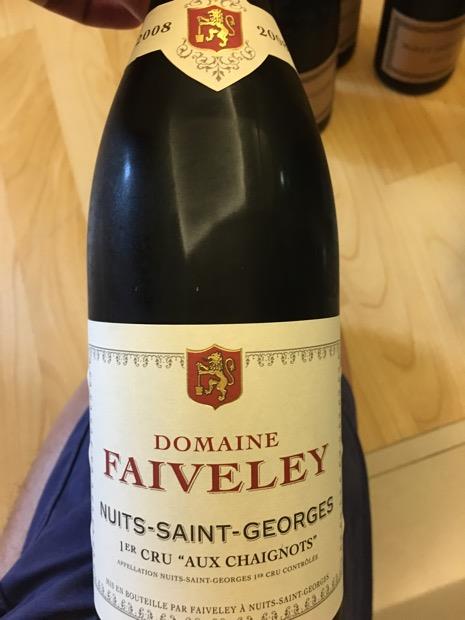 2008 2008
DOMAINE
FAIVELEY
NUITS-SAINT-GEORGES
1ER CRU "AUX CHAIGNOTS"
APPELLATION NUITS-SAINT-GEORGES 1ER CRU CONTRÔLÉE
MIS EN BOUTEILLE PAR FAIVELEY À NUITS-SAINT-GEORGES